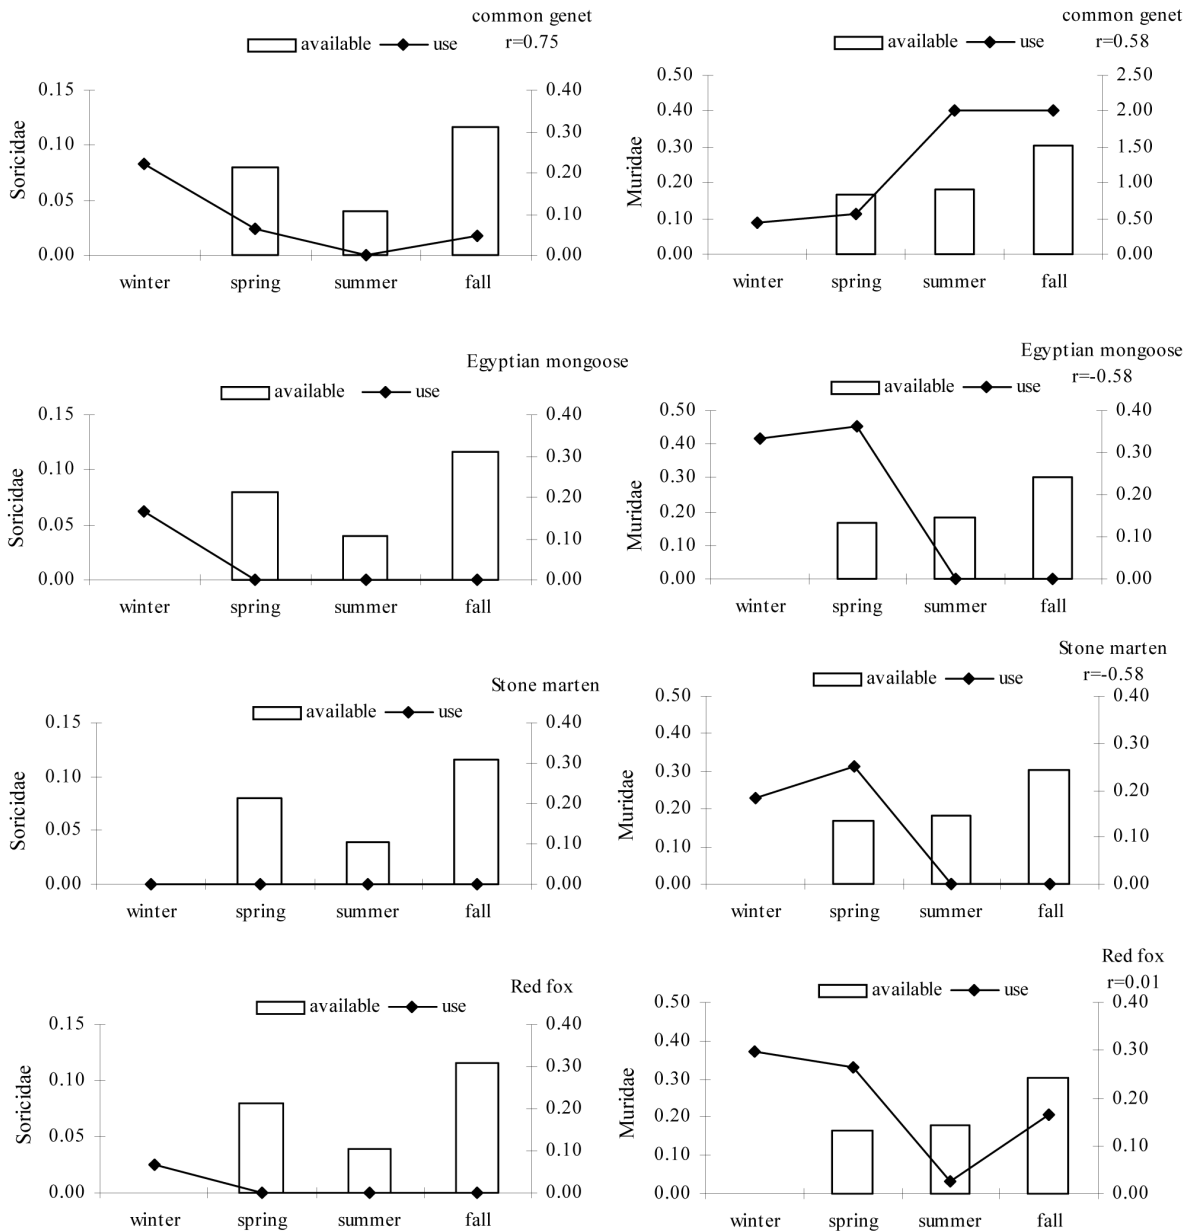 common genet
r=0.75
available use
Soricidae
0.15
0.10
0.05
0.00
0.40
0.30
0.20
0.10
0.00
winter spring summer fall
common genet
r=0.58
available use
Muridae
0.50
0.40
0.30
0.20
0.10
0.00
2.50
2.00
1.50
1.00
0.50
0.00
winter spring summer fall
Egyptian mongoose
available use
Soricidae
0.15
0.10
0.05
0.00
0.40
0.30
0.20
0.10
0.00
winter spring summer fall
Egyptian mongoose
r=-0.58
available use
Muridae
0.50
0.40
0.30
0.20
0.10
0.00
0.40
0.30
0.20
0.10
0.00
winter spring summer fall
Stone marten
available use
Soricidae
0.15
0.10
0.05
0.00
0.40
0.30
0.20
0.10
0.00
winter spring summer fall
Stone marten
r=-0.58
available use
Muridae
0.50
0.40
0.30
0.20
0.10
0.00
0.40
0.30
0.20
0.10
0.00
winter spring summer fall
Red fox
available use
Soricidae
0.15
0.10
0.05
0.00
0.40
0.30
0.20
0.10
0.00
winter spring summer fall
Red fox
r=0.01
available use
Muridae
0.50
0.40
0.30
0.20
0.10
0.00
0.40
0.30
0.20
0.10
0.00
winter spring summer fall